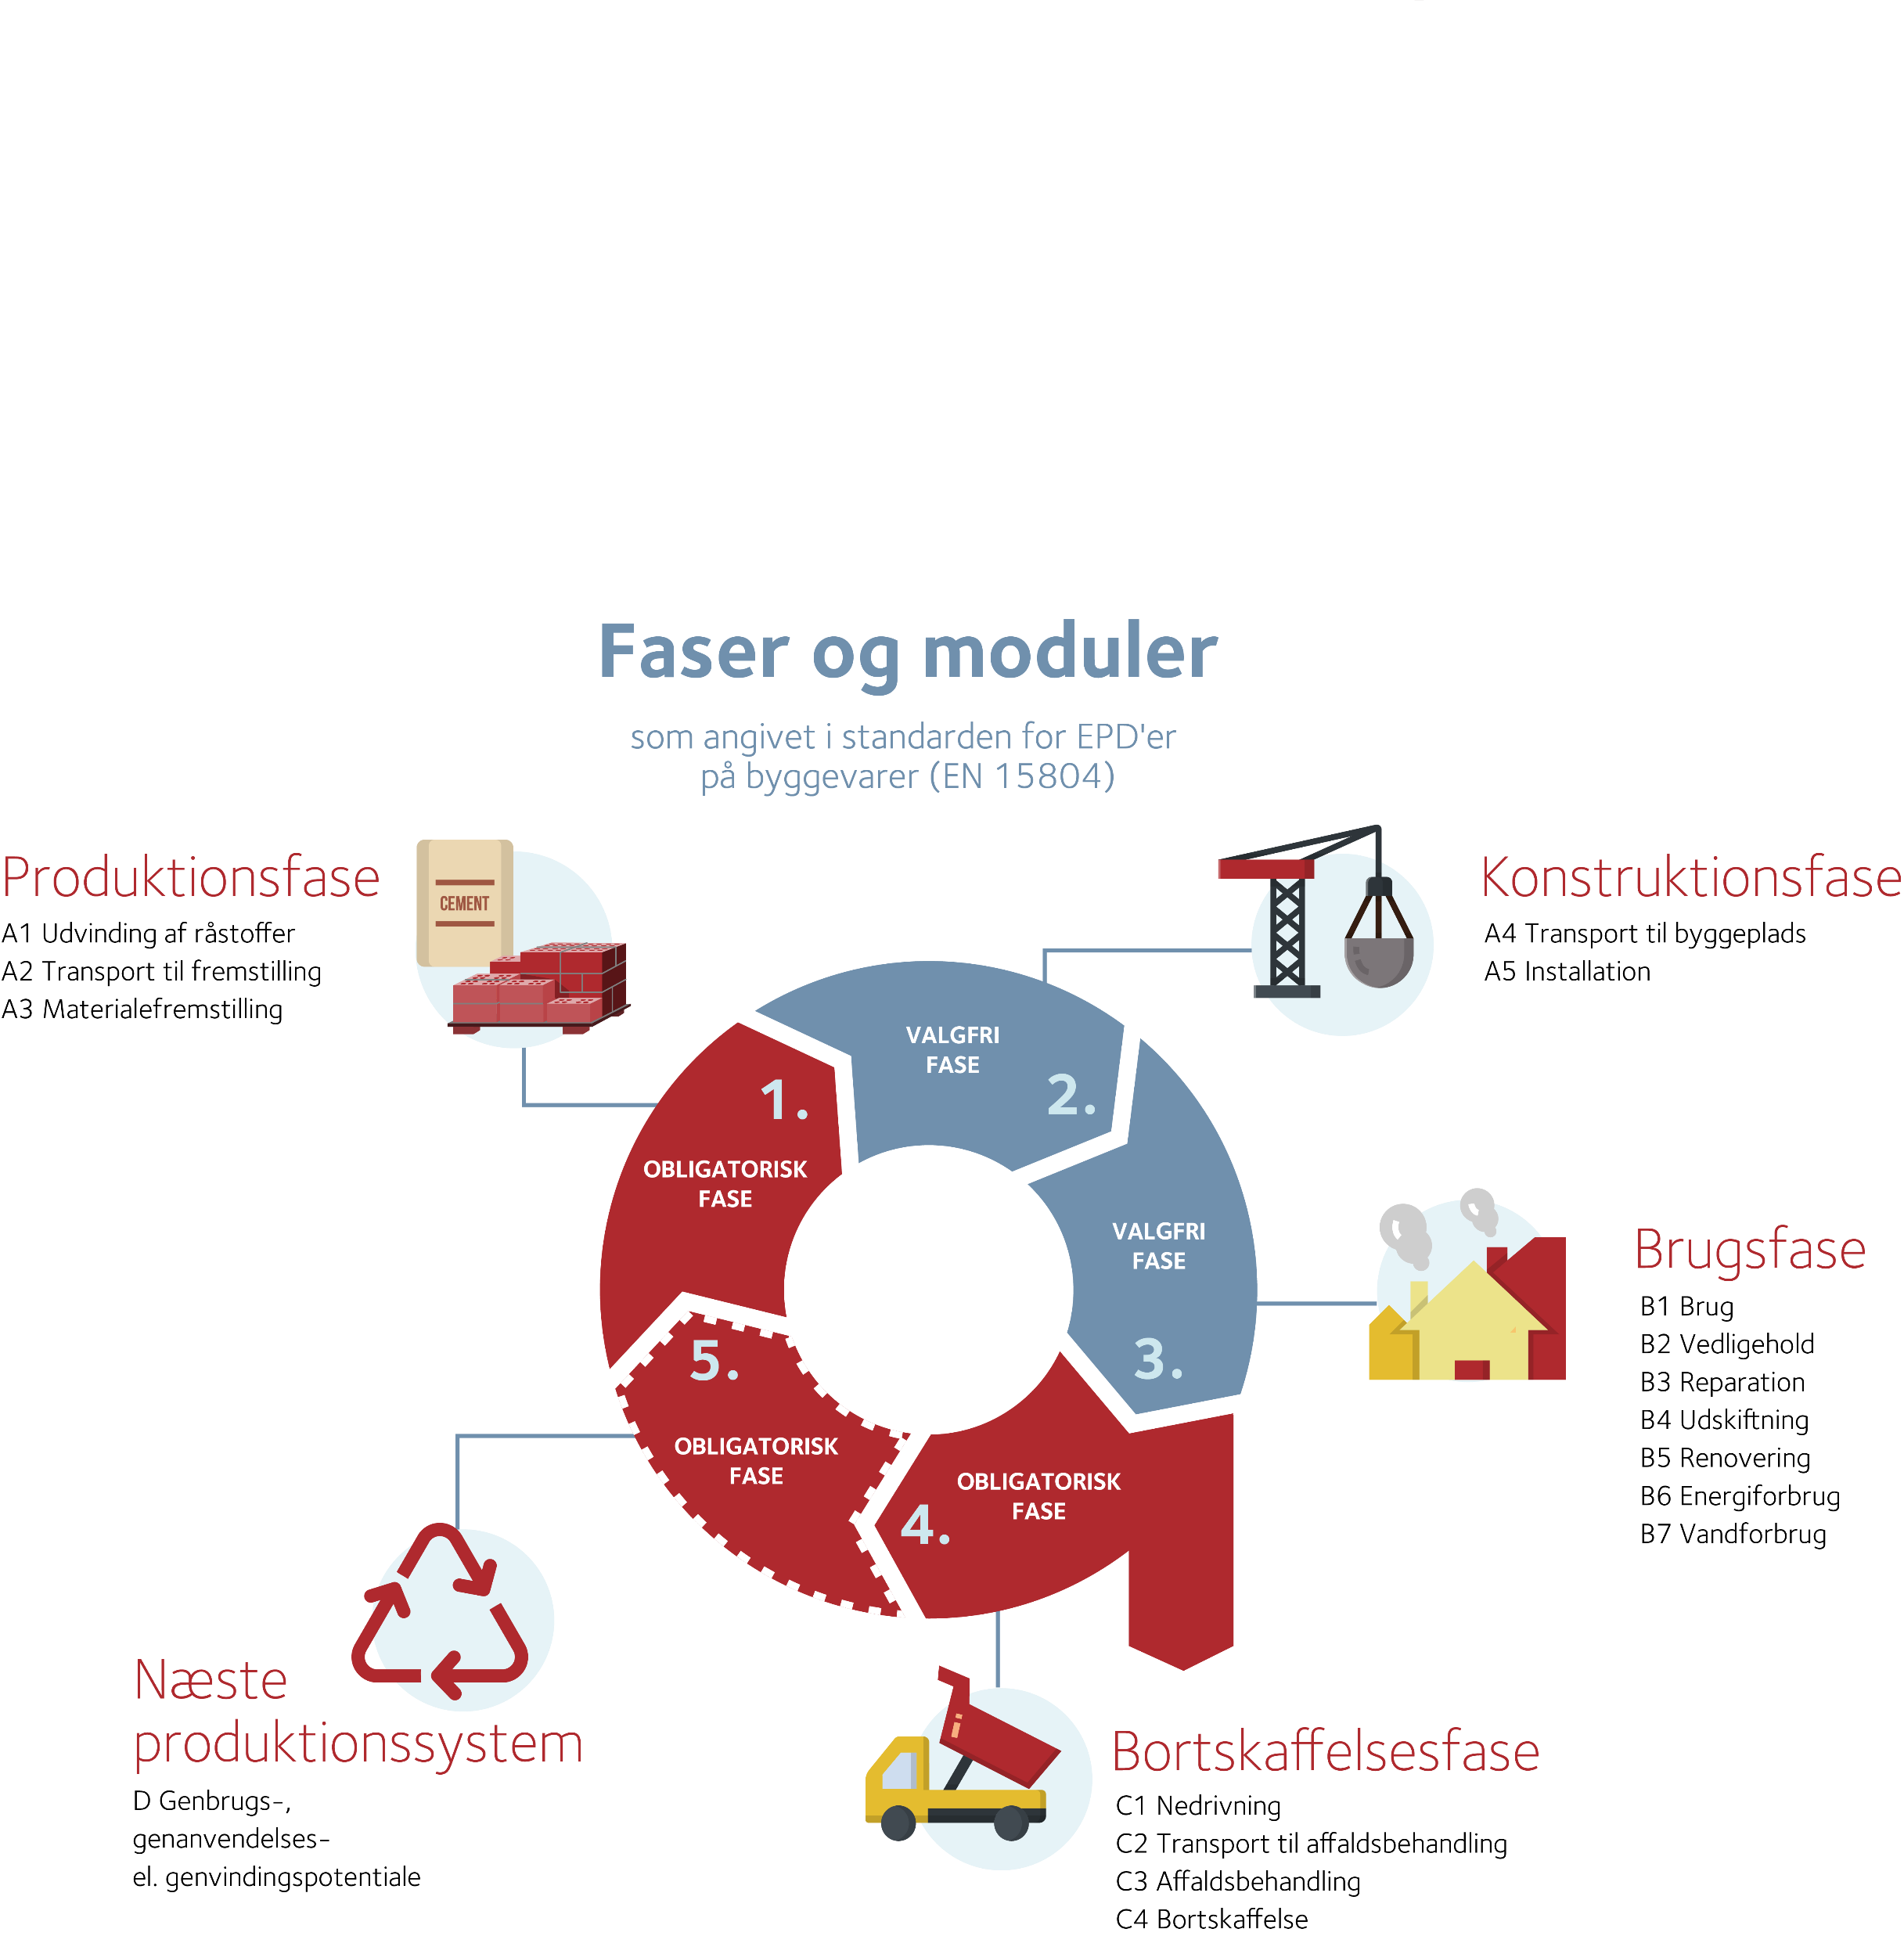 Faser og moduler
som angivet i standarden for EPD'er
på byggevarer (EN 15804)
Produktionsfase
A1 Udvinding af råstoffer
A2 Transport til fremstilling
A3 Materialefremstilling
CEMENT
Konstruktionsfase
A4 Transport til byggeplads
A5 Installation
1.
OBLIGATORISK
FASE
VALGFRI
FASE
2.
VALGFRI
FASE
3.
Brugsfase
B1 Brug
B2 Vedligehold
B3 Reparation
B4 Udskiftning
B5 Renovering
B6 Energiforbrug
B7 Vandforbrug
OBLIGATORISK
FASE
4.
5.
OBLIGATORISK
FASE
Bortskaffelsesfase
C1 Nedrivning
C2 Transport til affaldsbehandling
C3 Affaldsbehandling
C4 Bortskaffelse
Næste
produktionssystem
D Genbrugs-,
genanvendelses-
el. genvindingspotentiale